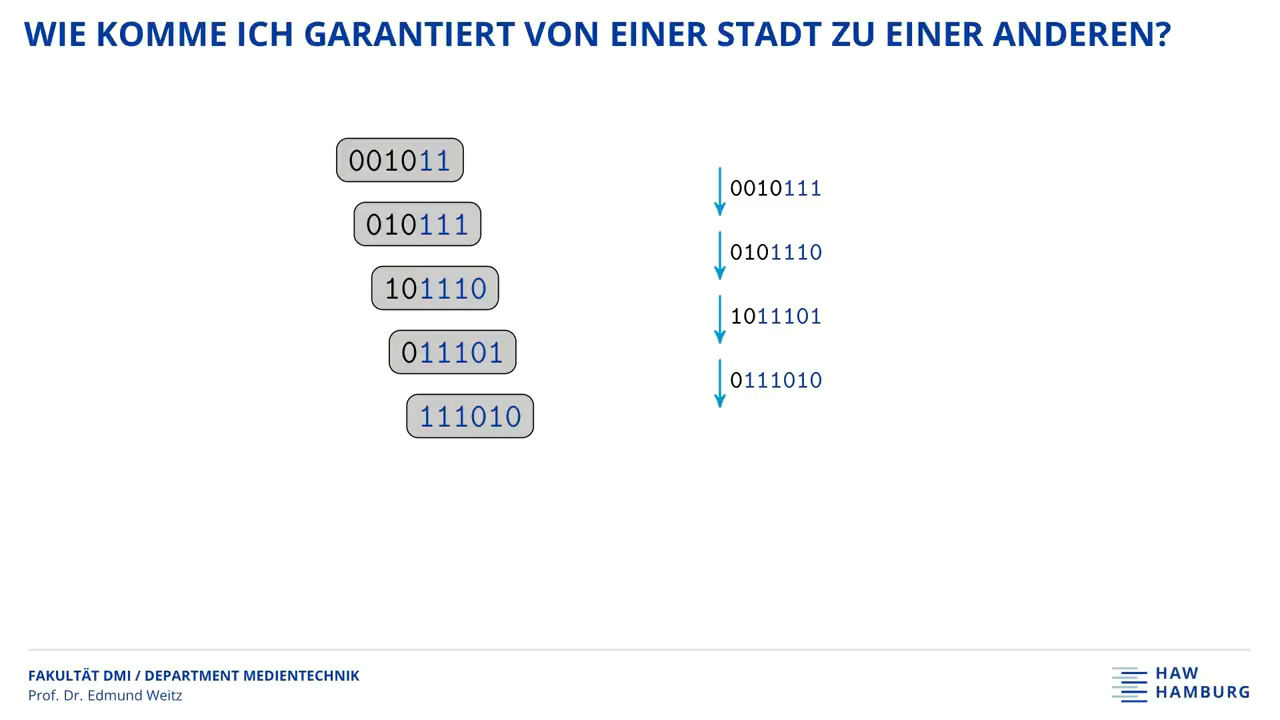 WIE KOMME ICH GARANTIERT VON EINER STADT ZU EINER ANDEREN?
001011
0010111
010111
0101110
101110
1011101
011101
0111010
111010
FAKULTÄT DMI / DEPARTMENT MEDIENTECHNIK
Prof. Dr. Edmund Weitz
HAW
HAMBURG